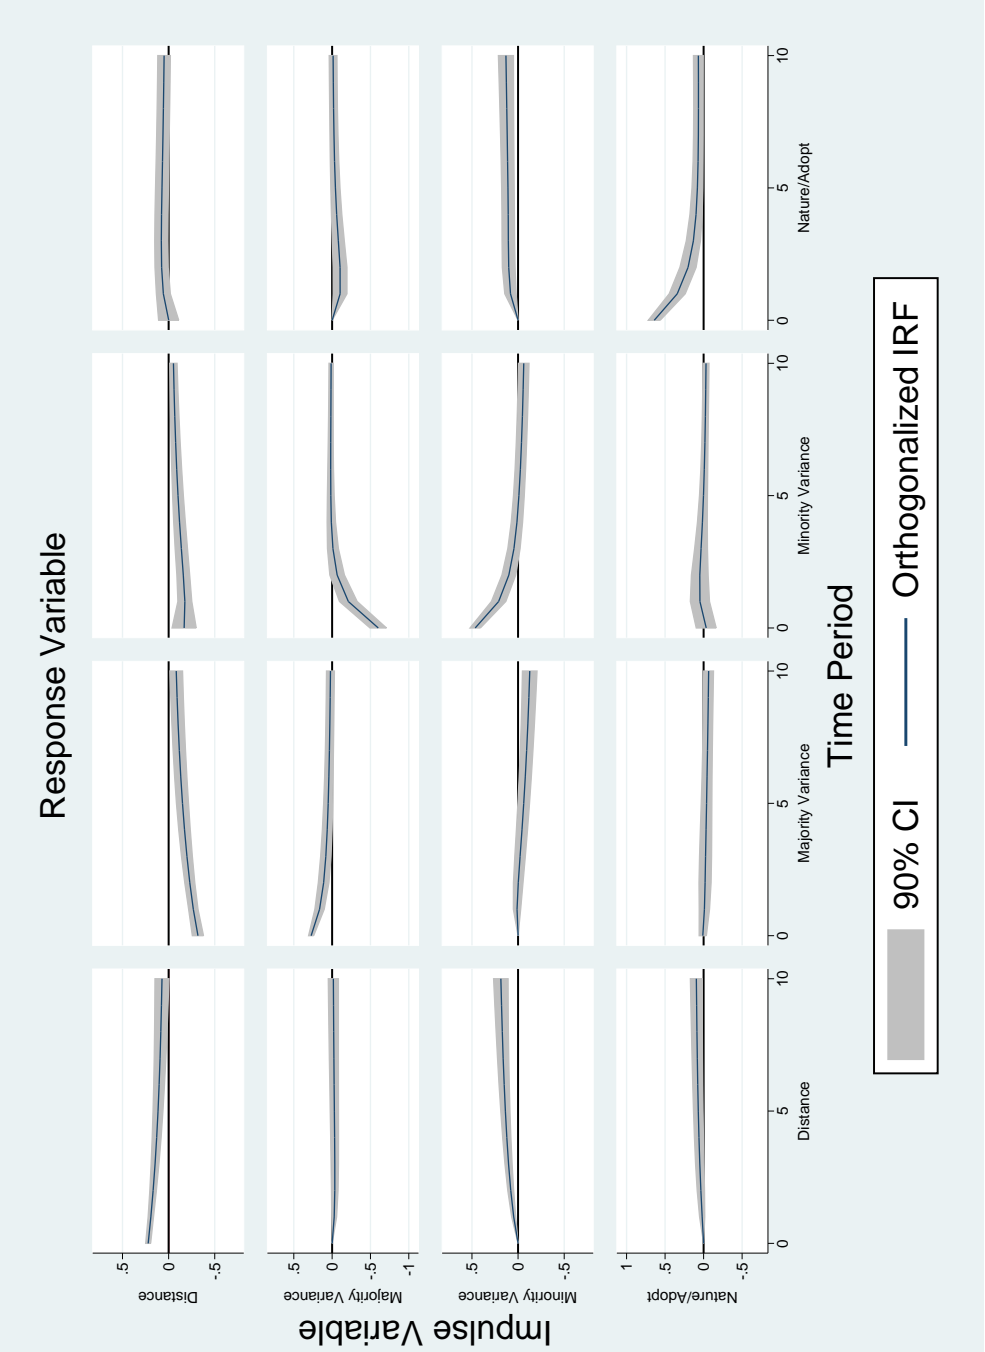 Response Variable
Impulse Variable
Distance
.5
0
-.5
Majority Variance
.5
0
-.5
-1
Minority Variance
.5
0
-.5
Nature/Adopt
1
.5
0
-.5
0
5
10
Distance
0
5
10
Majority Variance
0
5
10
Minority Variance
0
5
10
Nature/Adopt
Time Period
90% CI
Orthogonalized IRF